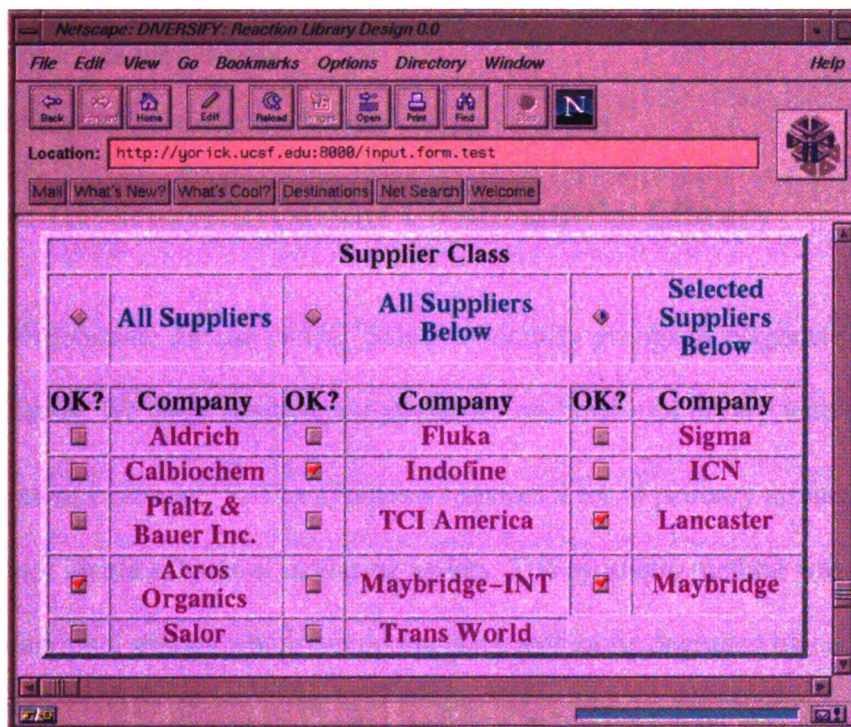 Netscape: DIVERSIFY: Reaction Library Design 0.0
File Edit View Go Bookmarks Options Directory Window Help
Back Forward Home Edit Reload Images Open Print Find Stop N
Location: http://yorick.ucsf.edu:8000/input.form.test
Mail What's New? What's Cool? Destinations Net Search Welcome
Supplier Class
All Suppliers All Suppliers Below Selected Suppliers Below
OK? Company OK? Company OK? Company
Aldrich Fluka Sigma
Calbiochem Indofine ICN
Pfaltz & Bauer Inc. TCI America Lancaster
Acros Organics Maybridge-INT Maybridge
Salor Trans World